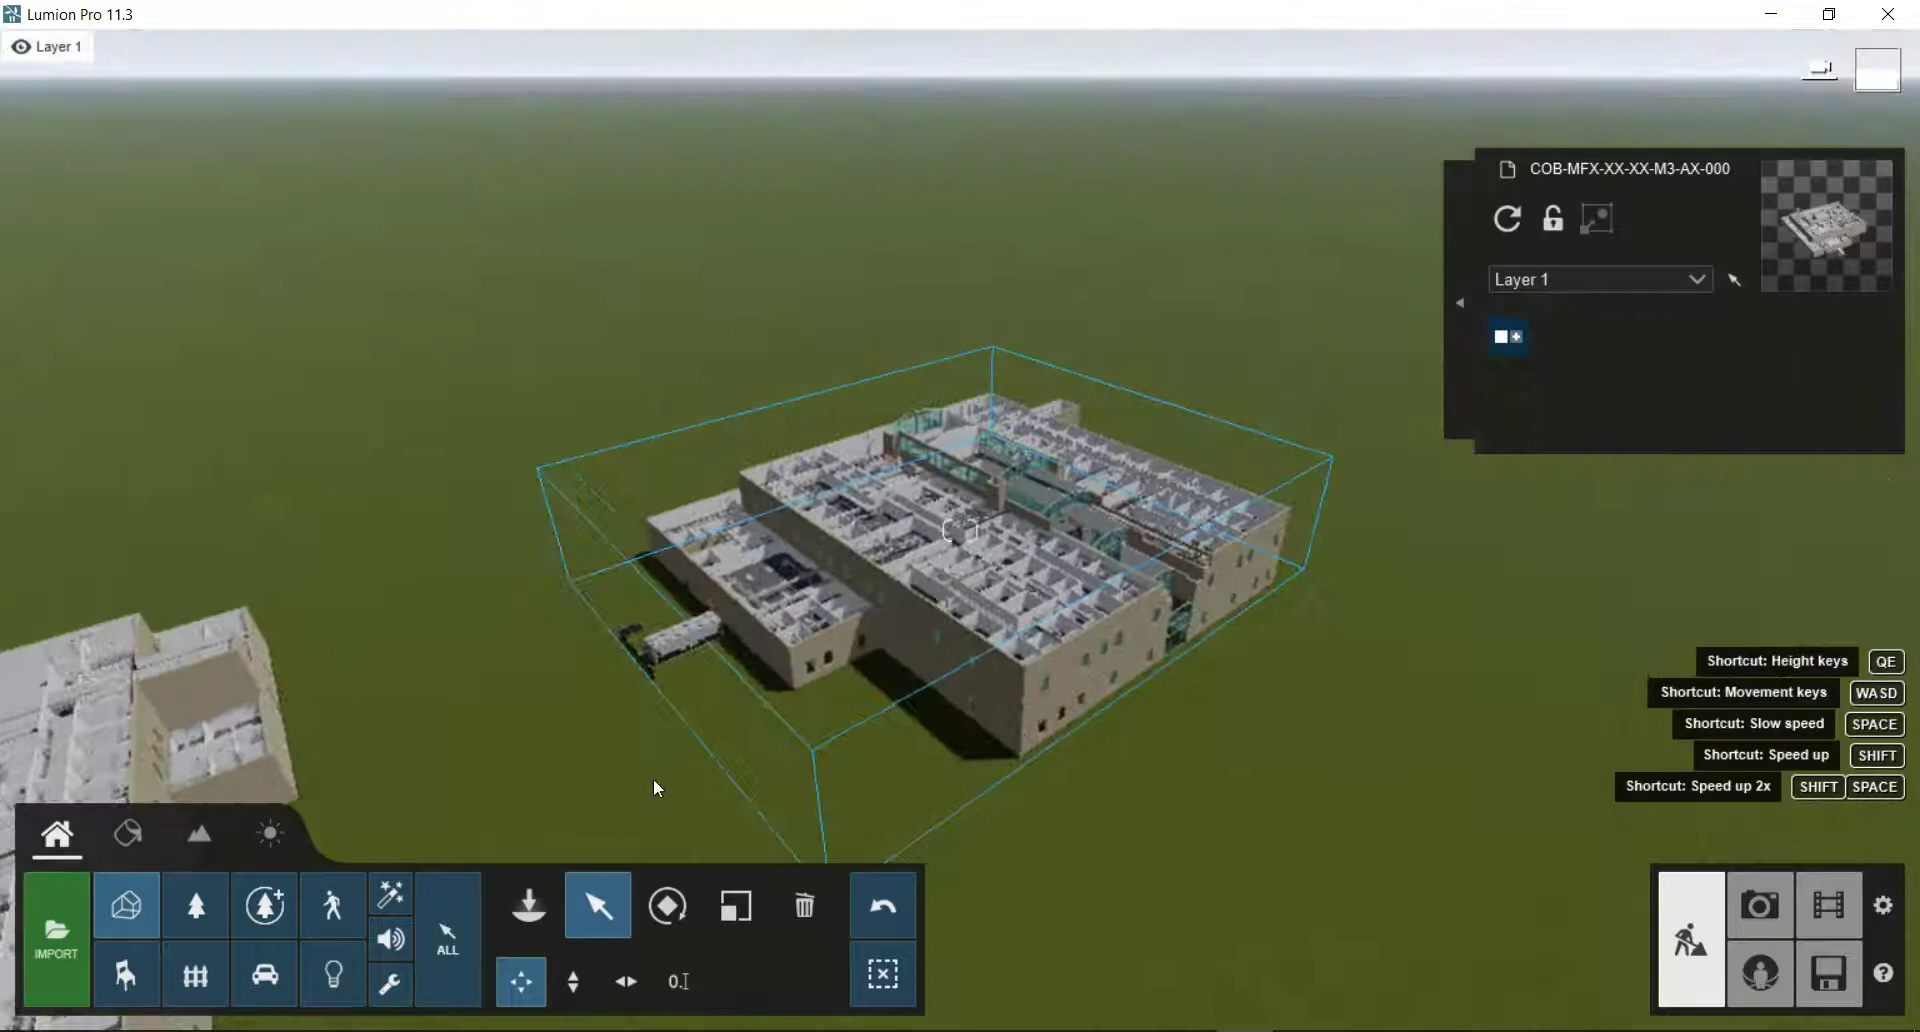 Lumion Pro 11.3
Layer 1
COB-MFX-XX-XX-M3-AX-000
Layer 1
Shortcut: Height keys QE
Shortcut: Movement keys WASD
Shortcut: Slow speed SPACE
Shortcut: Speed up SHIFT
Shortcut: Speed up 2x SHIFT SPACE
IMPORT
ALL